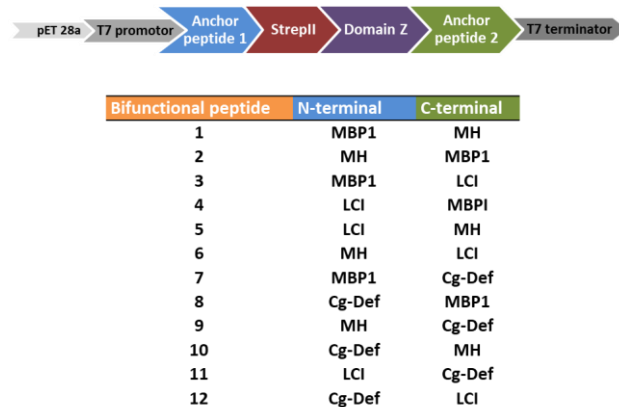 pET 28a T7 promotor Anchor peptide 1 StrepII Domain Z Anchor peptide 2 T7 terminator
Bifunctional peptide N-terminal C-terminal
1 MBP1 MH
2 MH MBP1
3 MBP1 LCI
4 LCI MBPI
5 LCI MH
6 MH LCI
7 MBP1 Cg-Def
8 Cg-Def MBP1
9 MH Cg-Def
10 Cg-Def MH
11 LCI Cg-Def
12 Cg-Def LCI